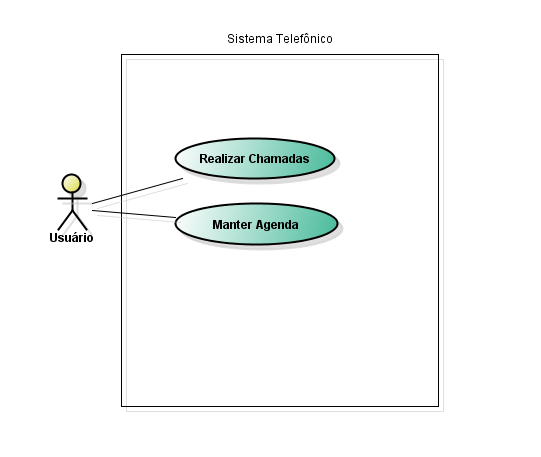 Sistema Telefônico
Realizar Chamadas
Manter Agenda
Usuário